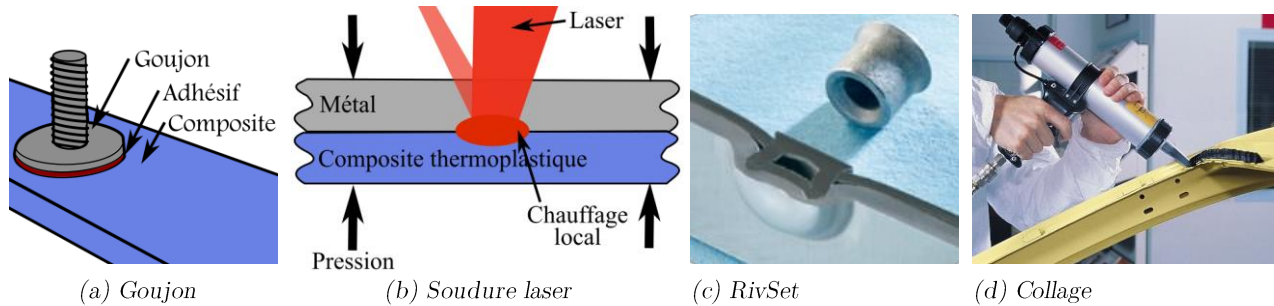 Goujon
Adhésif
Composite
Laser
Métal
Composite thermoplastique
Chauffage
local
Pression
(a) Goujon
(b) Soudure laser
(c) RivSet
(d) Collage